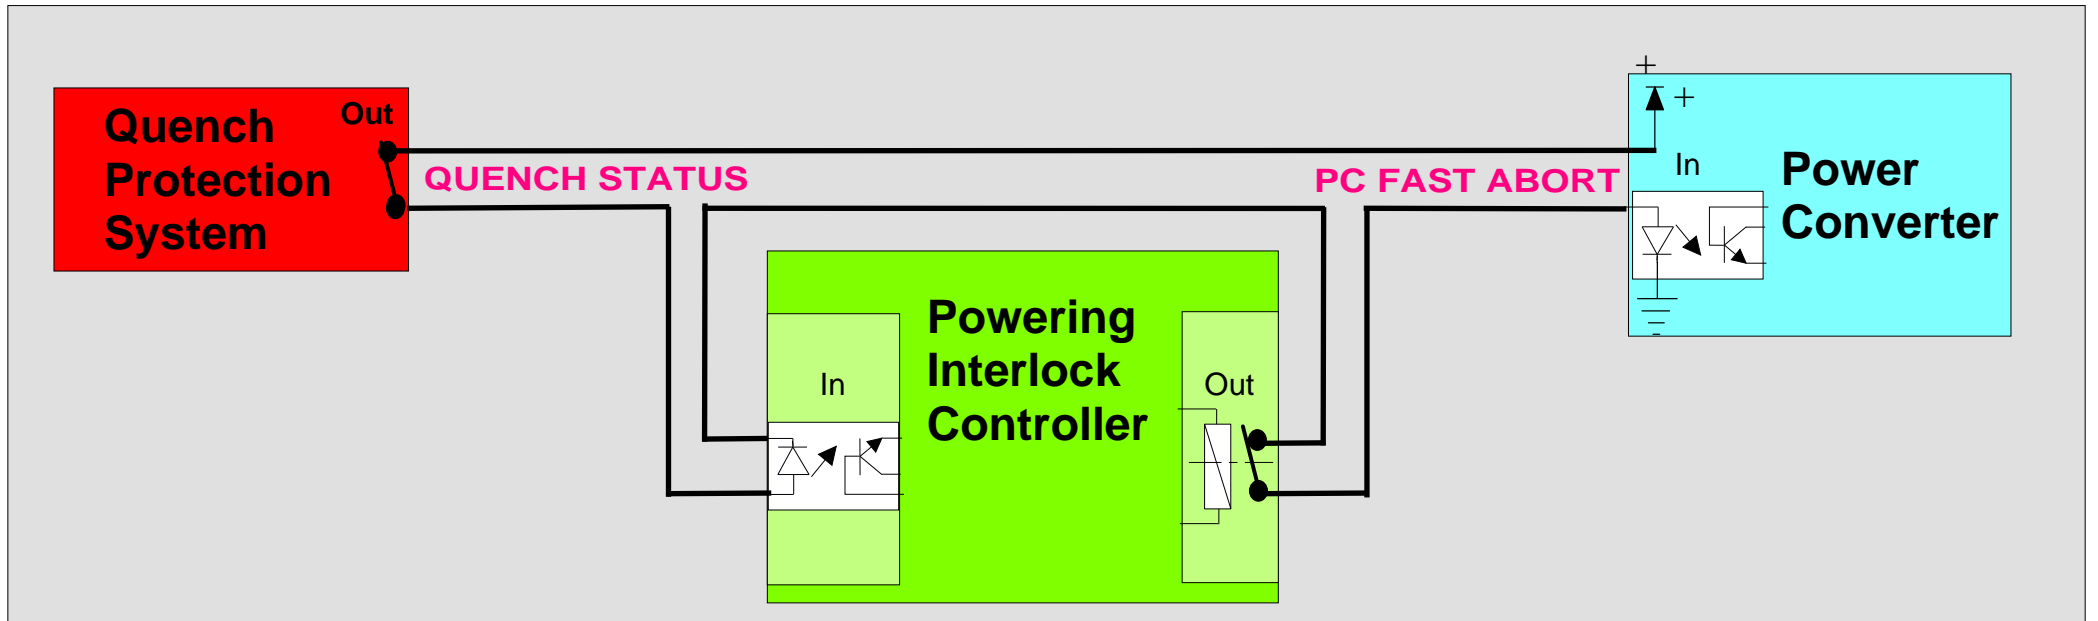 Quench
Protection
System
Out
QUENCH STATUS
PC FAST ABORT
+
+
In
Power
Converter
Powering
Interlock
Controller
In
Out